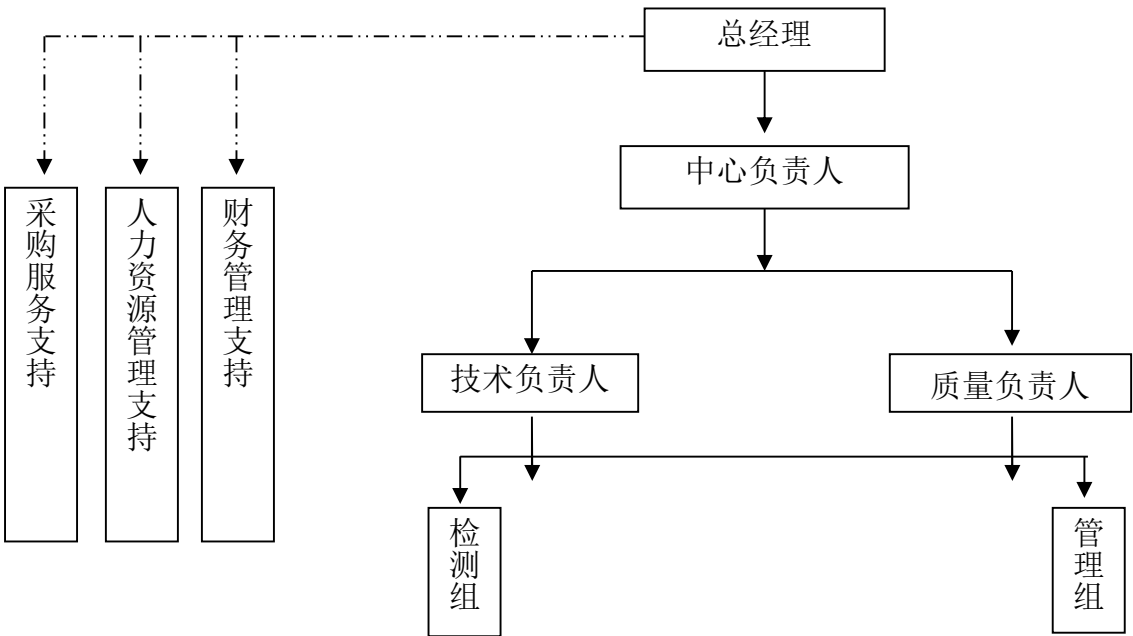 总经理
中心负责人
采购服务支持
人力资源管理支持
财务管理支持
技术负责人
质量负责人
检测组
管理组